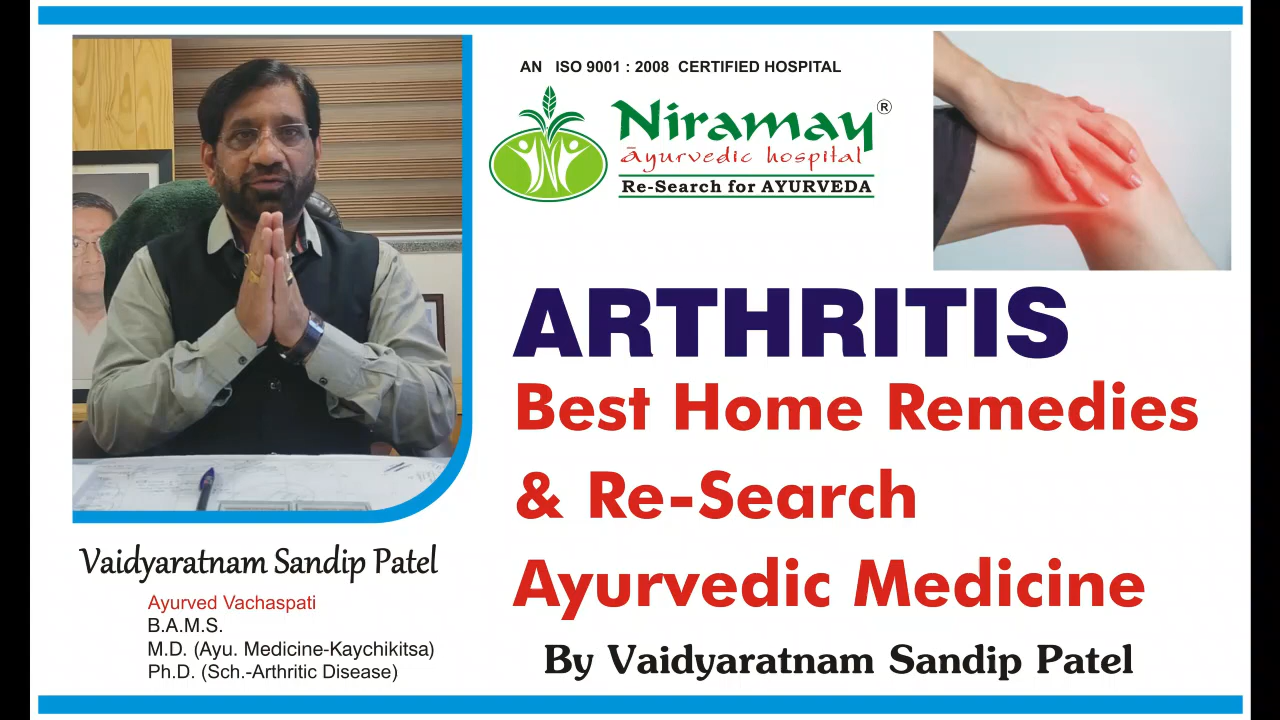 AN ISO 9001 : 2008 CERTIFIED HOSPITAL
Niramay®
āyurvedic hospital
Re-Search for AYURVEDA
ARTHRITIS
Best Home Remedies
& Re-Search
Ayurvedic Medicine
By Vaidyaratnam Sandip Patel
Vaidyaratnam Sandip Patel
Ayurved Vachaspati
B.A.M.S.
M.D. (Ayu. Medicine-Kaychikitsa)
Ph.D. (Sch.-Arthritic Disease)